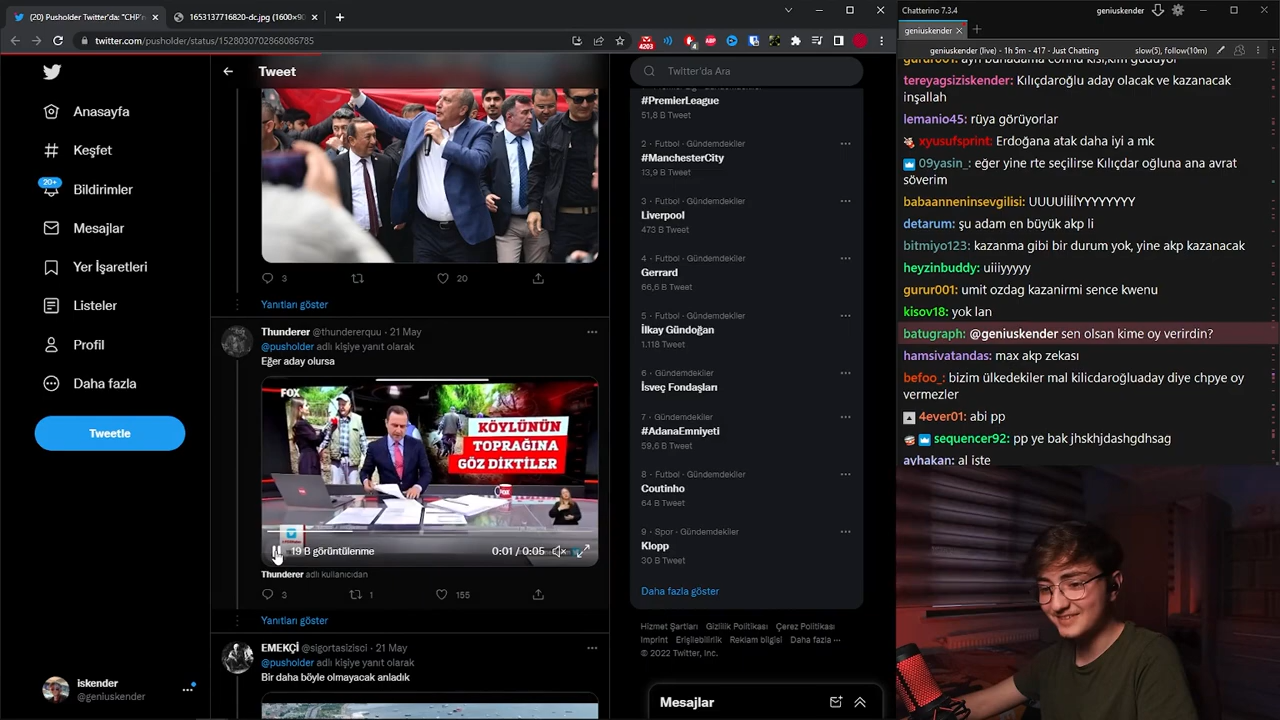 (20) Pusholder Twitter'da: "CHP'n
1653137716820-dc.jpg (1600×90
twitter.com/pusholder/status/1528030702868086785
4203
Anasayfa
Keşfet
20+
Bildirimler
Mesajlar
Yer İşaretleri
Listeler
Profil
Daha fazla
Tweetle
iskender
@geniuskender
Tweet
3
20
Yanıtları göster
Thunderer @thundererquu · 21 May
@pusholder adlı kişiye yanıt olarak
Eğer aday olursa
FOX
KÖYLÜNÜN
TOPRAĞINA
GÖZ DİKTİLER
FOX
19 B görüntülenme
0:01 / 0:05
Thunderer adlı kullanıcıdan
3
1
155
Yanıtları göster
EMEKÇİ @sigortasizisci · 21 May
@pusholder adlı kişiye yanıt olarak
Bir daha böyle olmayacak anladık
Twitter'da Ara
#PremierLeague
51,8 B Tweet
2 · Futbol · Gündemdekiler
#ManchesterCity
13,9 B Tweet
3 · Futbol · Gündemdekiler
Liverpool
473 B Tweet
4 · Futbol · Gündemdekiler
Gerrard
66,6 B Tweet
5 · Futbol · Gündemdekiler
İlkay Gündoğan
1.118 Tweet
6 · Gündemdekiler
İsveç Fondaşları
7 · Gündemdekiler
#AdanaEmniyeti
59,6 B Tweet
8 · Futbol · Gündemdekiler
Coutinho
64 B Tweet
9 · Spor · Gündemdekiler
Klopp
30 B Tweet
Daha fazla göster
Hizmet Şartları Gizlilik Politikası Çerez Politikası
Imprint Erişilebilirlik Reklam bilgisi Daha fazla ···
© 2022 Twitter, Inc.
Mesajlar
Chatterino 7.3.4
geniuskender
geniuskender
geniuskender (live) - 1h 5m - 417 - Just Chatting
slow(5), follow(10m)
tereyagsiziskender: Kılıçdaroğlu aday olacak ve kazanacak
inşallah
lemanio45: rüya görüyorlar
xyusufsprint: Erdoğana atak daha iyi a mk
09yasin_: eğer yine rte seçilirse Kılıçdar oğluna ana avrat
söverim
babaanneninsevgilisi: UUUUİİİİYYYYYYYY
detarum: şu adam en büyük akp li
bitmiyo123: kazanma gibi bir durum yok, yine akp kazanacak
heyzinbuddy: uiiiyyyyy
gurur001: umit ozdag kazanirmi sence kwenu
kisov18: yok lan
batugraph: @geniuskender sen olsan kime oy verirdin?
hamsivatandas: max akp zekası
befoo_: bizim ülkedekiler mal kilicdaroğluaday diye chpye oy
vermezler
4ever01: abi pp
sequencer92: pp ye bak jhskhjdashgdhsag
ayhakan: al iste